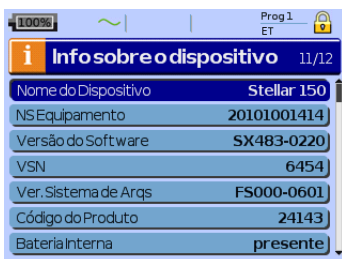 100%
Prog 1
ET
i Info sobre o dispositivo 11/12
Nome do Dispositivo Stellar 150
NS Equipamento 20101001414
Versão do Software SX483-0220
VSN 6454
Ver. Sistema de Arqs FS000-0601
Código do Produto 24143
Bateria Interna presente